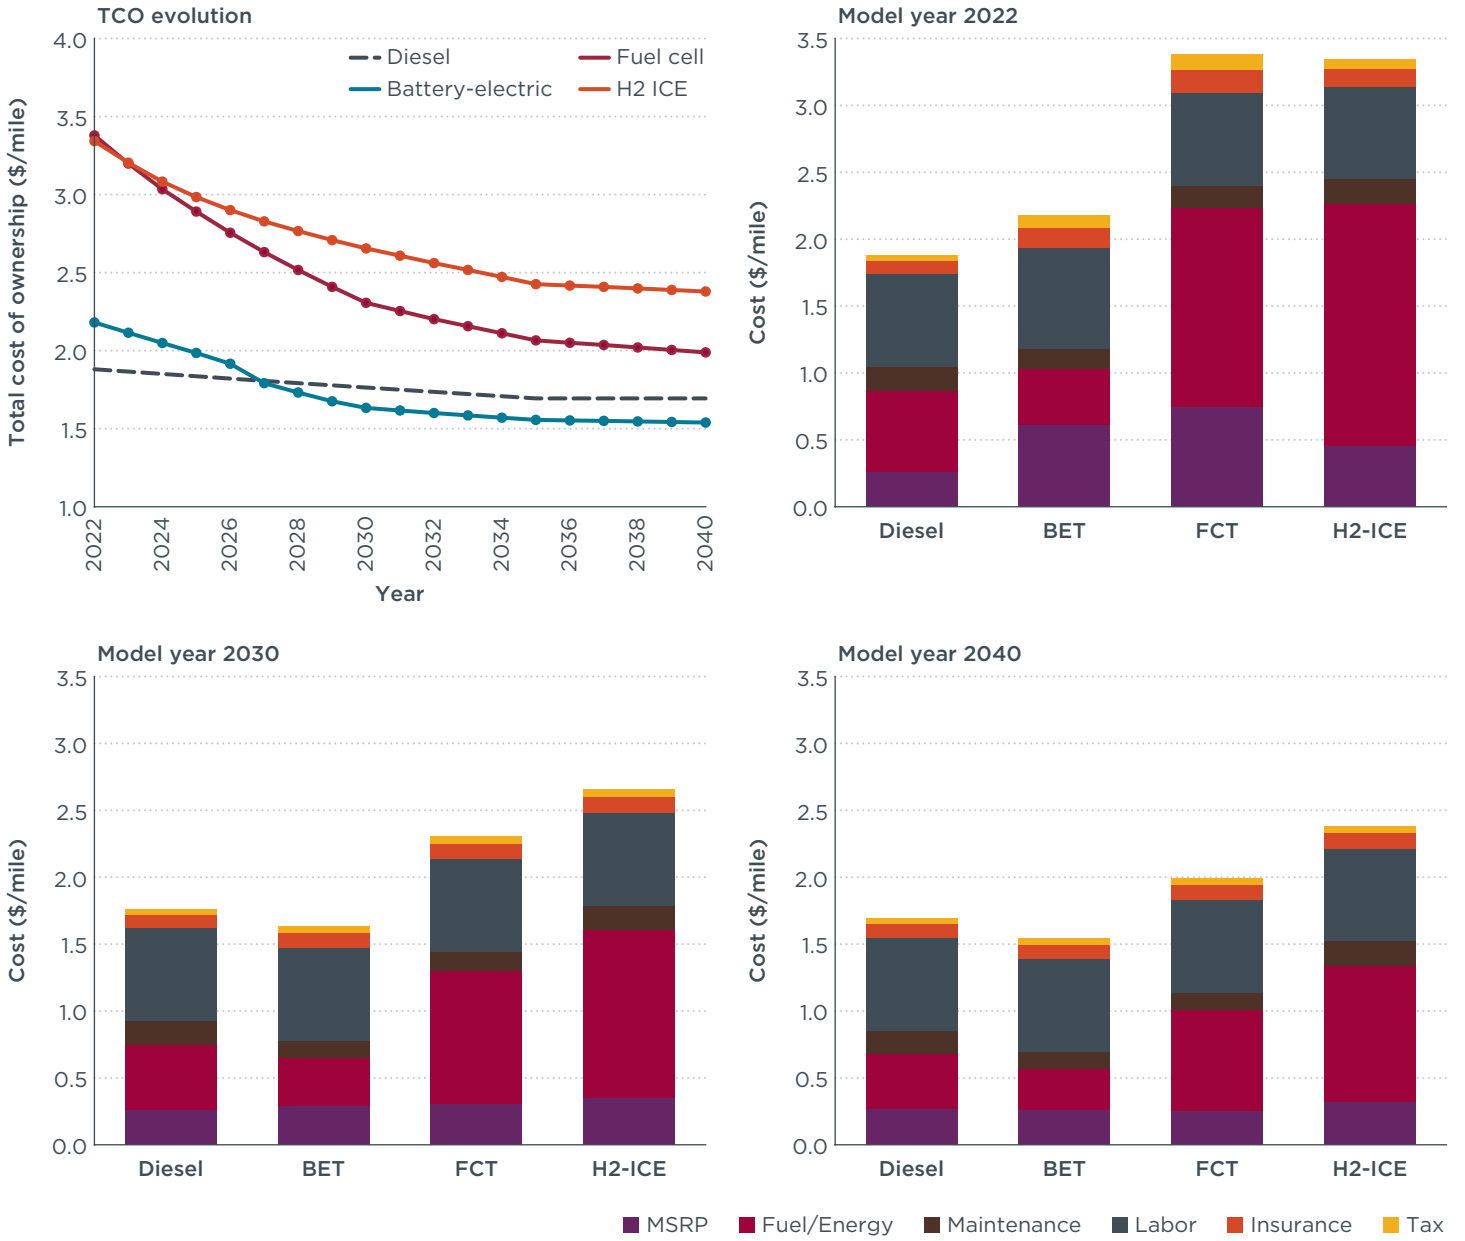 TCO evolution
4.0
3.5
3.0
2.5
2.0
1.5
1.0
Total cost of ownership ($/mile)
Diesel
Fuel cell
Battery-electric
H2 ICE
2022
2024
2026
2028
2030
2032
2034
2036
2038
2040
Year
Model year 2022
3.5
3.0
2.5
2.0
1.5
1.0
0.5
0.0
Cost ($/mile)
Diesel
BET
FCT
H2-ICE
Model year 2030
3.5
3.0
2.5
2.0
1.5
1.0
0.5
0.0
Cost ($/mile)
Diesel
BET
FCT
H2-ICE
Model year 2040
3.5
3.0
2.5
2.0
1.5
1.0
0.5
0.0
Cost ($/mile)
Diesel
BET
FCT
H2-ICE
MSRP
Fuel/Energy
Maintenance
Labor
Insurance
Tax